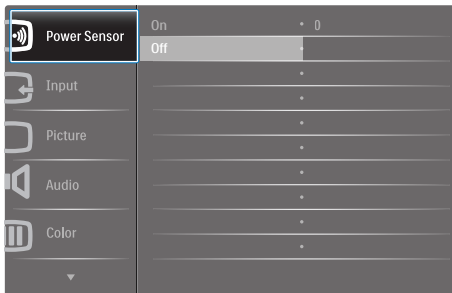 Power Sensor
On • 0
Off •
Input
Picture
Audio
Color